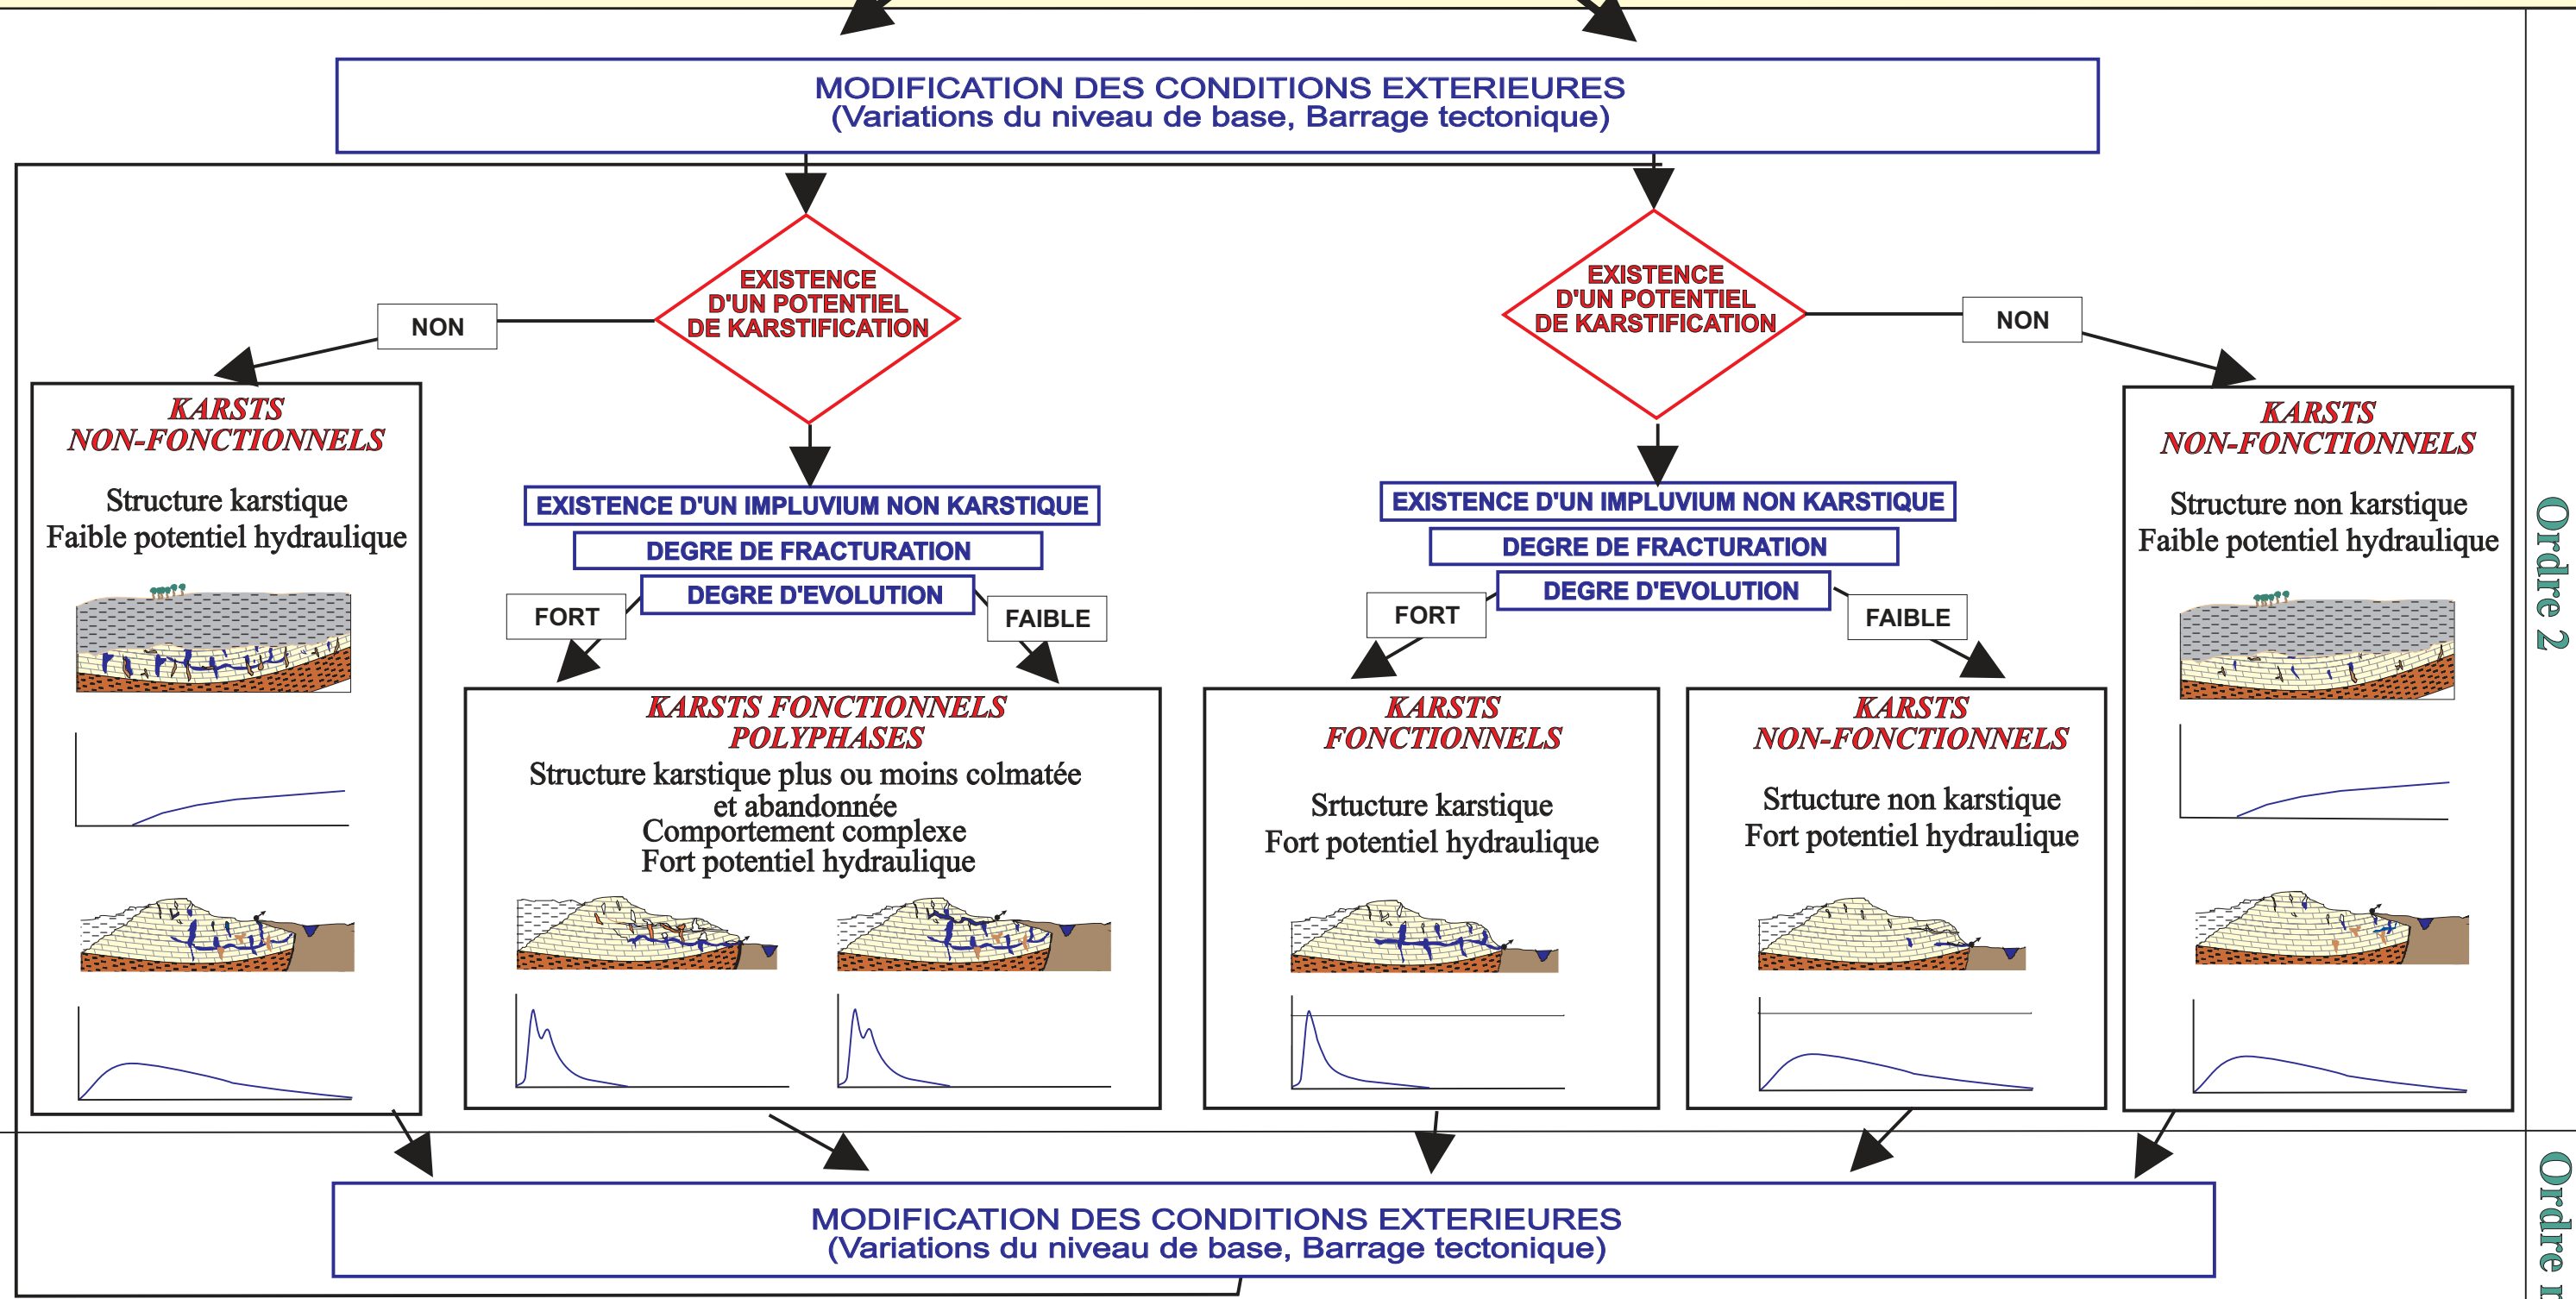 MODIFICATION DES CONDITIONS EXTERIEURES
(Variations du niveau de base, Barrage tectonique)
EXISTENCE
D'UN POTENTIEL
DE KARSTIFICATION
NON
EXISTENCE
D'UN POTENTIEL
DE KARSTIFICATION
NON
KARSTS
NON-FONCTIONNELS
Structure karstique
Faible potentiel hydraulique
EXISTENCE D'UN IMPLUVIUM NON KARSTIQUE
DEGRE DE FRACTURATION
DEGRE D'EVOLUTION
FORT
FAIBLE
EXISTENCE D'UN IMPLUVIUM NON KARSTIQUE
DEGRE DE FRACTURATION
DEGRE D'EVOLUTION
FORT
FAIBLE
KARSTS
NON-FONCTIONNELS
Structure non karstique
Faible potentiel hydraulique
Ordre 2
KARSTS FONCTIONNELS
POLYPHASES
Structure karstique plus ou moins colmatée
et abandonnée
Comportement complexe
Fort potentiel hydraulique
KARSTS
FONCTIONNELS
Srtucture karstique
Fort potentiel hydraulique
KARSTS
NON-FONCTIONNELS
Srtucture non karstique
Fort potentiel hydraulique
MODIFICATION DES CONDITIONS EXTERIEURES
(Variations du niveau de base, Barrage tectonique)
Ordre